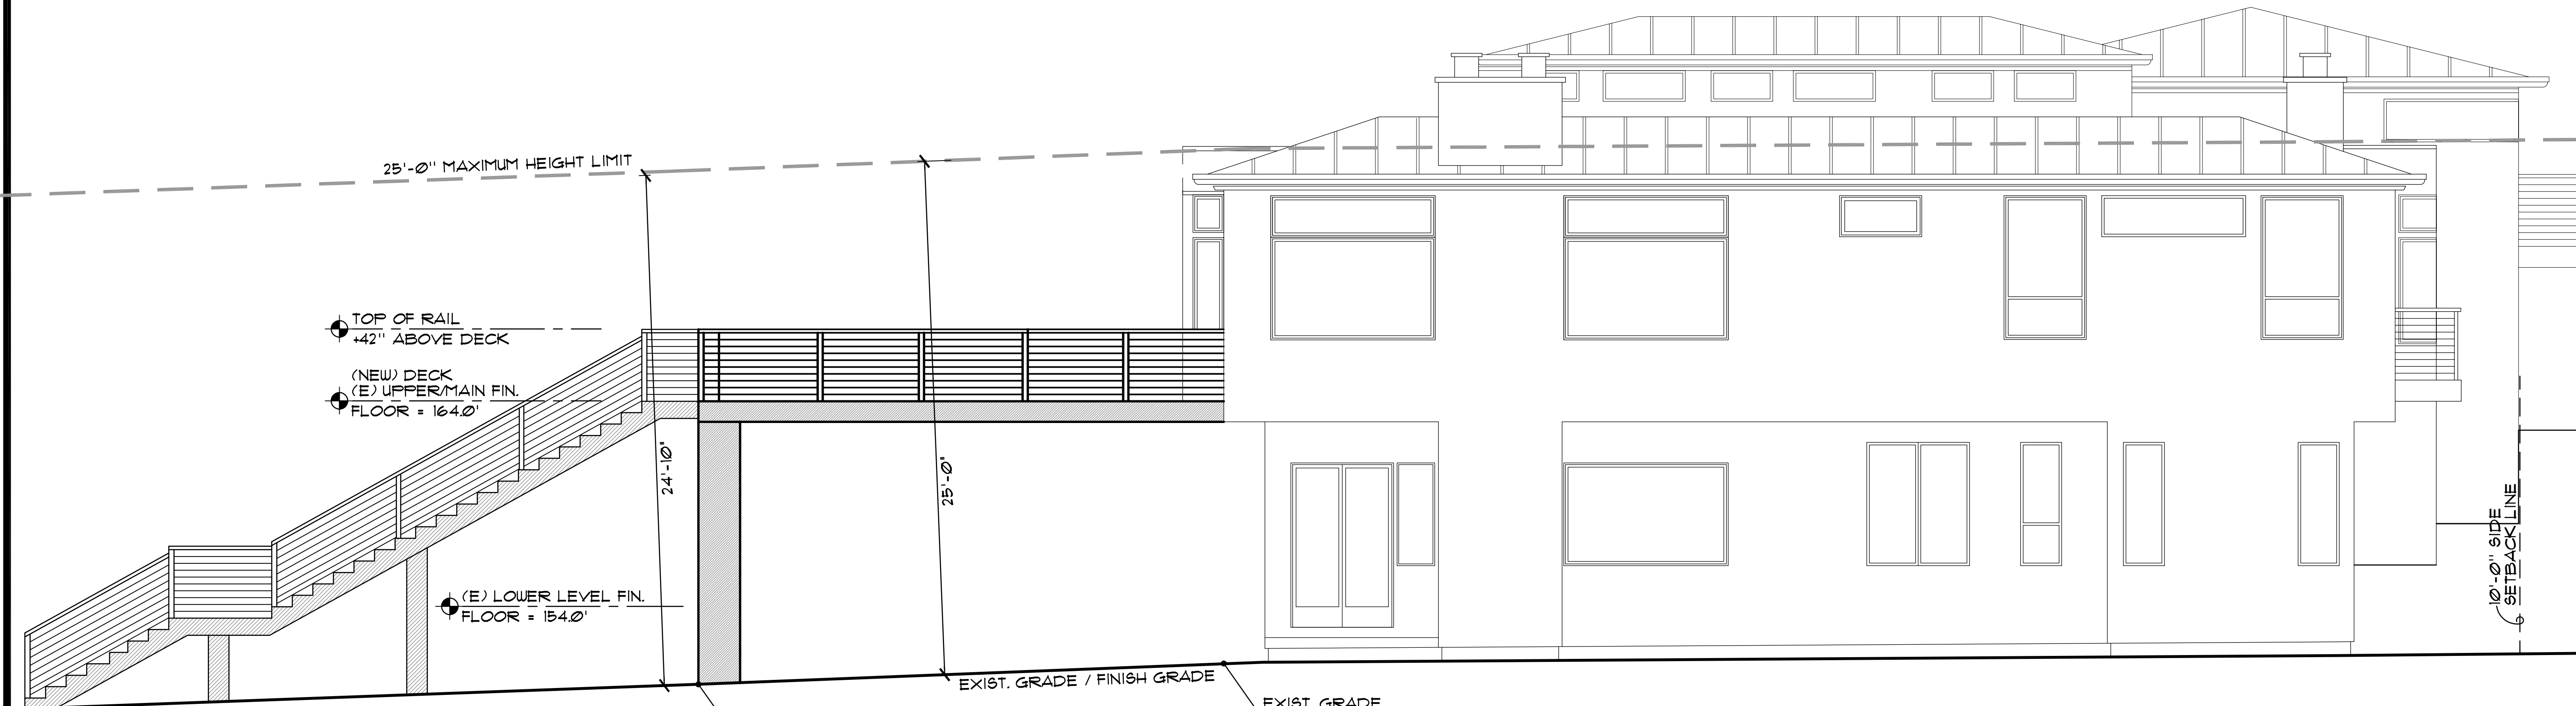 25'-0" MAXIMUM HEIGHT LIMIT
TOP OF RAIL
+42" ABOVE DECK
(NEW) DECK
(E) UPPER/MAIN FIN.
FLOOR = 164.0'
24'-10"
25'-0"
(E) LOWER LEVEL FIN.
FLOOR = 154.0'
10'-0" SIDE
SETBACK LINE
EXIST. GRADE / FINISH GRADE
EXIST. GRADE